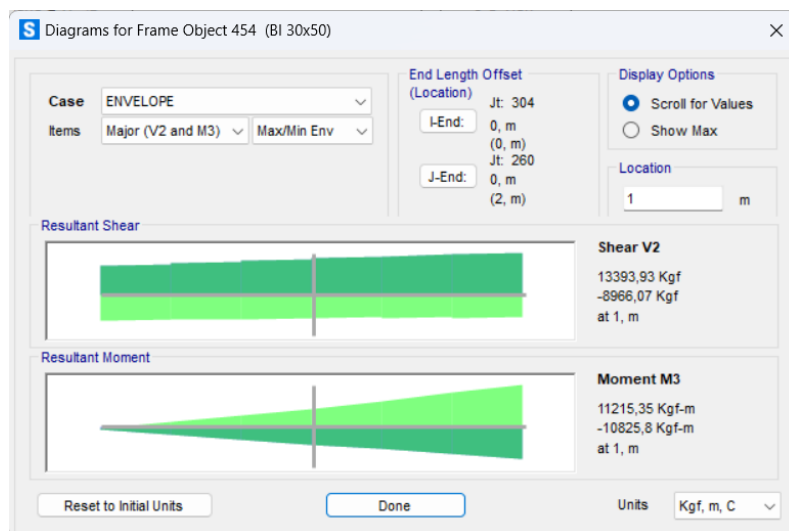 S Diagrams for Frame Object 454 (BI 30x50)
Case ENVELOPE
Items Major (V2 and M3) Max/Min Env
End Length Offset
(Location)
I-End: Jt: 304
0, m
(0, m)
J-End: Jt: 260
0, m
(2, m)
Display Options
Scroll for Values
Show Max
Location
1 m
Resultant Shear
Shear V2
13393,93 Kgf
-8966,07 Kgf
at 1, m
Resultant Moment
Moment M3
11215,35 Kgf-m
-10825,8 Kgf-m
at 1, m
Reset to Initial Units Done Units Kgf, m, C